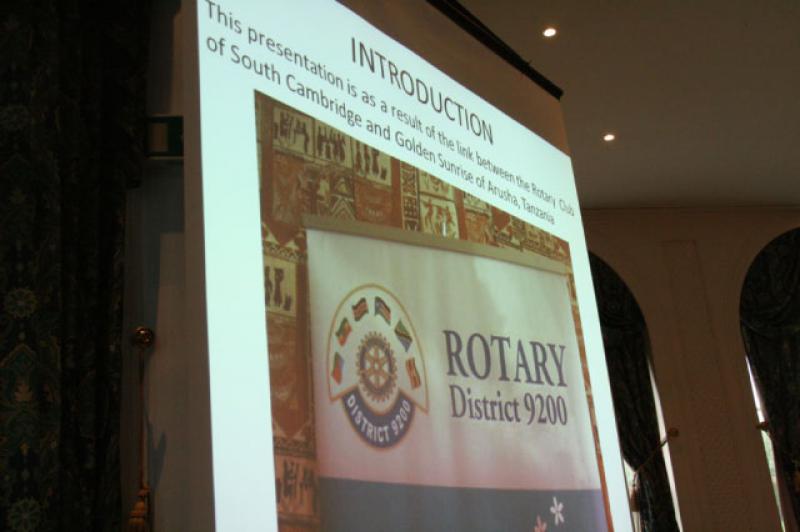 INTRODUCTION
This presentation is as a result of the link between the Rotary Club
of South Cambridge and Golden Sunrise of Arusha, Tanzania
ROTARY
District 9200
DISTRICT 9200